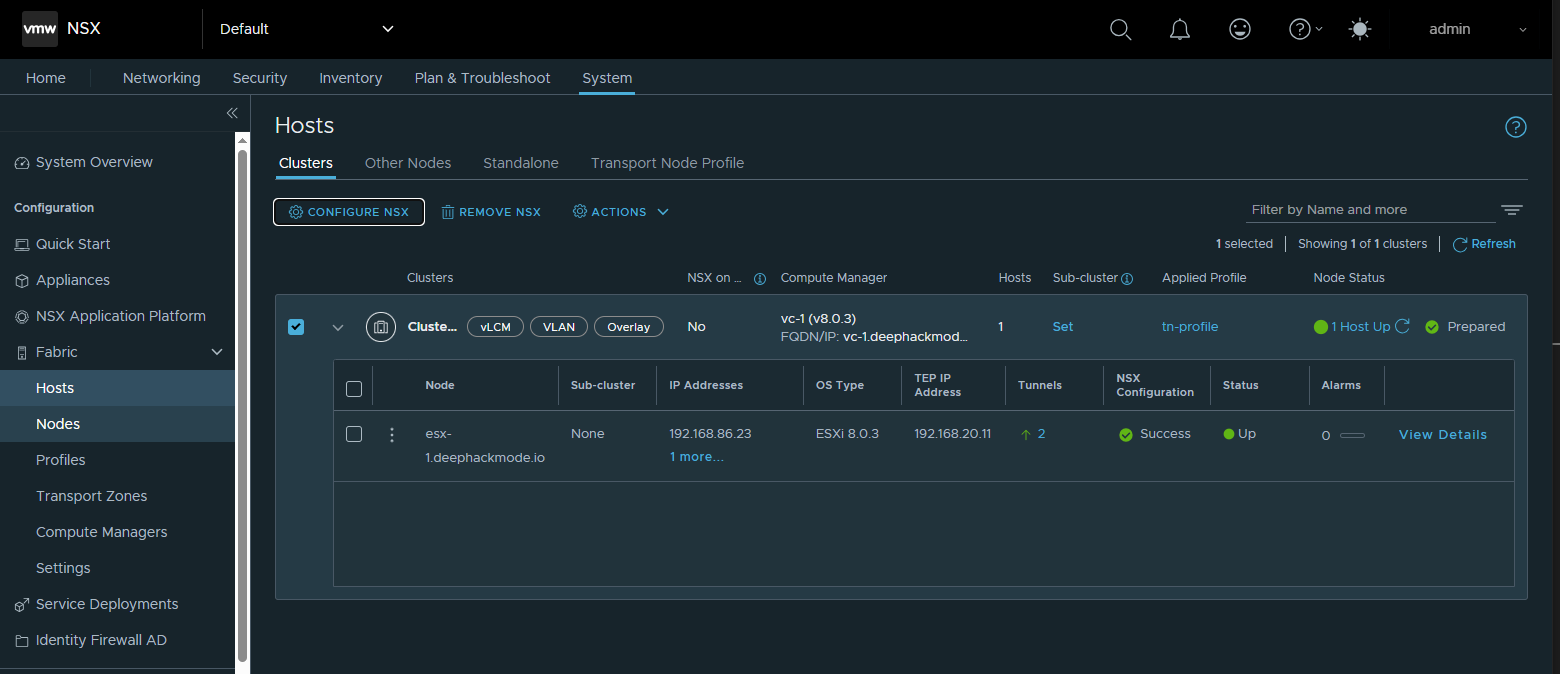 vmw NSX Default admin
Home Networking Security Inventory Plan & Troubleshoot System
System Overview
Configuration
Quick Start
Appliances
NSX Application Platform
Fabric
Hosts
Nodes
Profiles
Transport Zones
Compute Managers
Settings
Service Deployments
Identity Firewall AD
Hosts
Clusters Other Nodes Standalone Transport Node Profile
CONFIGURE NSX REMOVE NSX ACTIONS Filter by Name and more
1 selected Showing 1 of 1 clusters Refresh
Clusters NSX on ... Compute Manager Hosts Sub-cluster Applied Profile Node Status
Cluste... vLCM VLAN Overlay No vc-1 (v8.0.3) 1 Set tn-profile 1 Host Up Prepared
FQDN/IP: vc-1.deephackmod...
Node Sub-cluster IP Addresses OS Type TEP IP Address Tunnels NSX Configuration Status Alarms
esx- None 192.168.86.23 ESXi 8.0.3 192.168.20.11 2 Success Up 0 View Details
1.deephackmode.io 1 more...